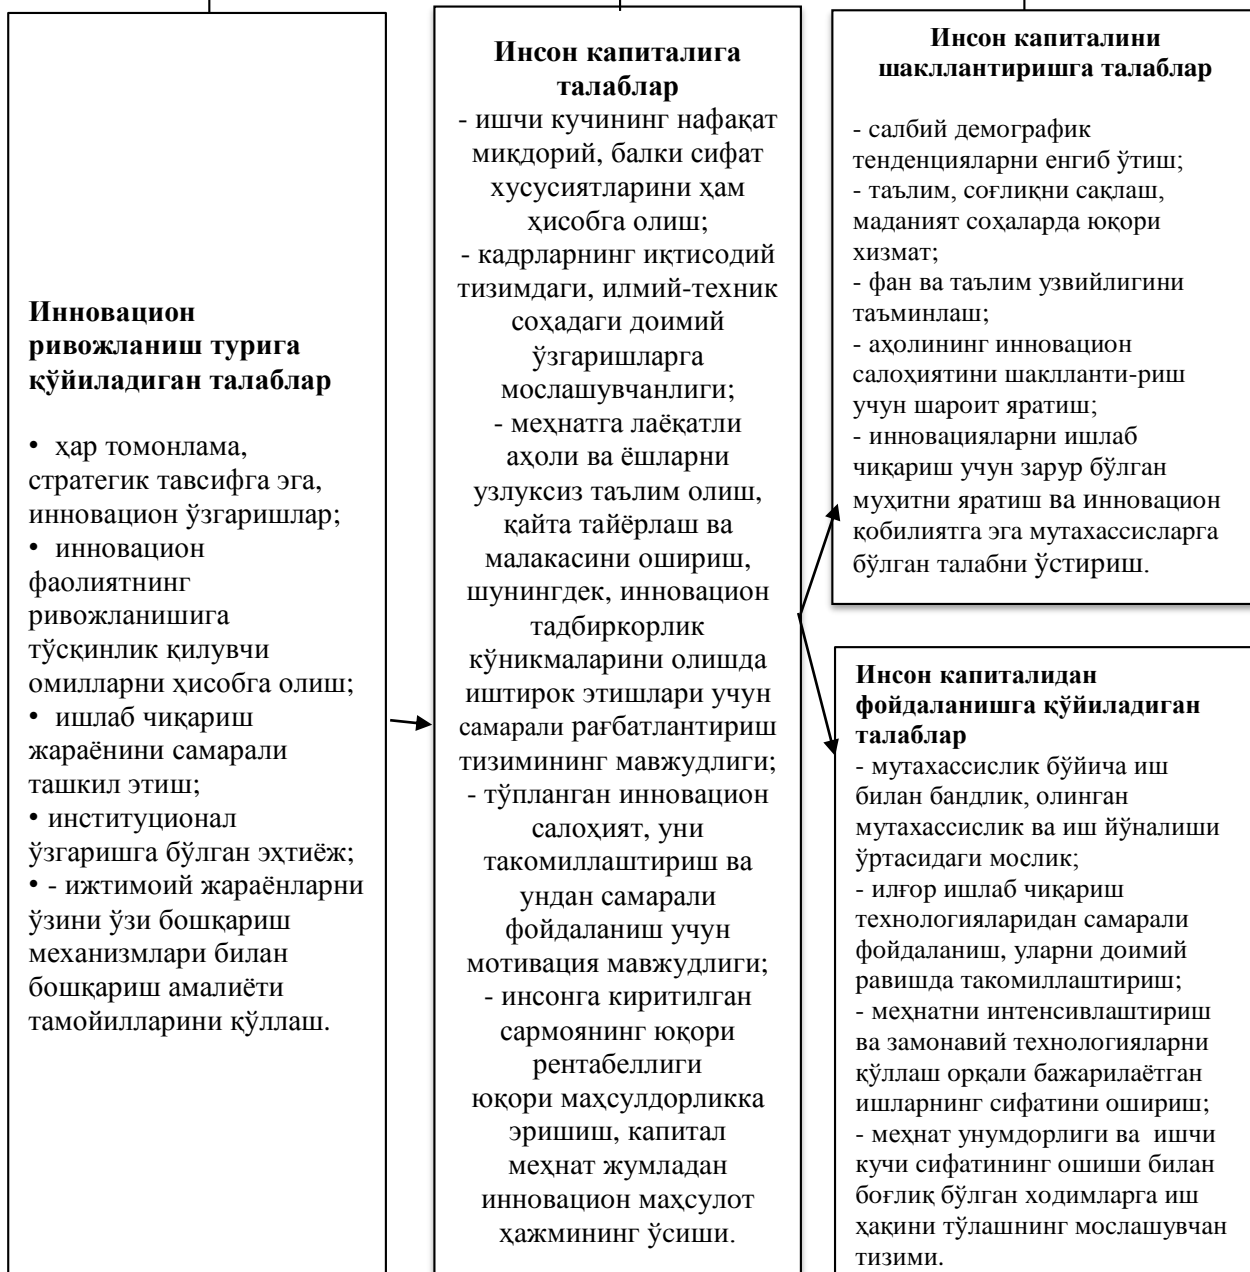 Инновацион
ривожланиш турига
қўйиладиган талаблар
• ҳар томонлама,
стратегик тавсифга эга,
инновацион ўзгаришлар;
• инновацион
фаолиятнинг
ривожланишига
тўсқинлик қилувчи
омилларни ҳисобга олиш;
• ишлаб чиқариш
жараёнини самарали
ташкил этиш;
• институционал
ўзгаришга бўлган эҳтиёж;
• - ижтимоий жараёнларни
ўзини ўзи бошқариш
механизмлари билан
бошқариш амалиёти
тамойилларини қўллаш.
Инсон капиталига
талаблар
- ишчи кучининг нафақат
миқдорий, балки сифат
хусусиятларини ҳам
ҳисобга олиш;
- кадрларнинг иқтисодий
тизимдаги, илмий-техник
соҳадаги доимий
ўзгаришларга
мослашувчанлиги;
- меҳнатга лаёқатли
аҳоли ва ёшларни
узлуксиз таълим олиш,
қайта тайёрлаш ва
малакасини ошириш,
шунингдек, инновацион
тадбиркорлик
кўникмаларини олишда
иштирок этишлари учун
самарали рағбатлантириш
тизимининг мавжудлиги;
- тўпланган инновацион
салоҳият, уни
такомиллаштириш ва
ундан самарали
фойдаланиш учун
мотивация мавжудлиги;
- инсонга киритилган
сармоянинг юқори
рентабеллиги
юқори маҳсулдорликка
эришиш, капитал
меҳнат жумладан
инновацион маҳсулот
ҳажмининг ўсиши.
Инсон капиталини
шакллантиришга талаблар
- салбий демографик
тенденцияларни енгиб ўтиш;
- таълим, соғлиқни сақлаш,
маданият соҳаларда юқори
хизмат;
- фан ва таълим узвийлигини
таъминлаш;
- аҳолининг инновацион
салоҳиятини шаклланти-риш
учун шароит яратиш;
- инновацияларни ишлаб
чиқариш учун зарур бўлган
муҳитни яратиш ва инновацион
қобилиятга эга мутахассисларга
бўлган талабни ўстириш.
Инсон капиталидан
фойдаланишга қўйиладиган
талаблар
- мутахассислик бўйича иш
билан бандлик, олинган
мутахассислик ва иш йўналиши
ўртасидаги мослик;
- илғор ишлаб чиқариш
технологияларидан самарали
фойдаланиш, уларни доимий
равишда такомиллаштириш;
- меҳнатни интенсивлаштириш
ва замонавий технологияларни
қўллаш орқали бажарилаётган
ишларнинг сифатини ошириш;
- меҳнат унумдорлиги ва ишчи
кучи сифатининг ошиши билан
боғлиқ бўлган ходимларга иш
ҳақини тўлашнинг мослашувчан
тизими.